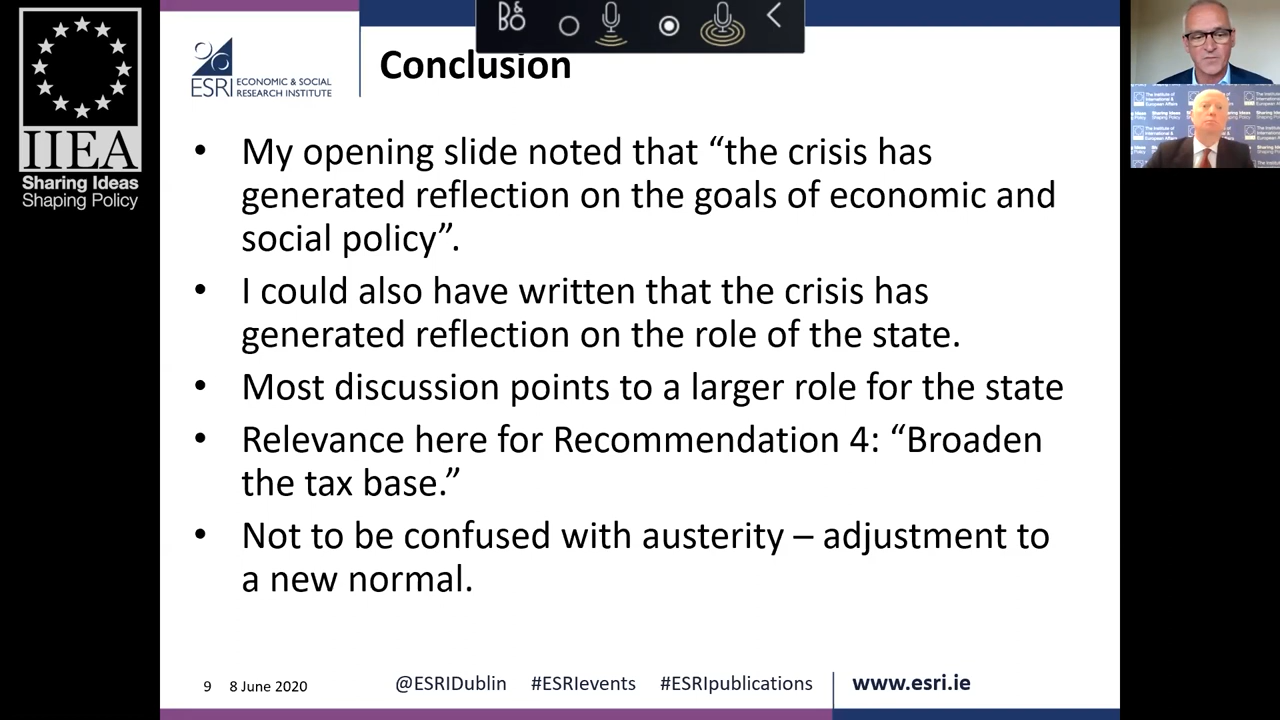 IIEA
Sharing Ideas
Shaping Policy
ESRI
ECONOMIC & SOCIAL
RESEARCH INSTITUTE
Conclusion
• My opening slide noted that “the crisis has
generated reflection on the goals of economic and
social policy”.
• I could also have written that the crisis has
generated reflection on the role of the state.
• Most discussion points to a larger role for the state
• Relevance here for Recommendation 4: “Broaden
the tax base.”
• Not to be confused with austerity – adjustment to
a new normal.
9 8 June 2020 @ESRIDublin #ESRIevents #ESRIpublications www.esri.ie